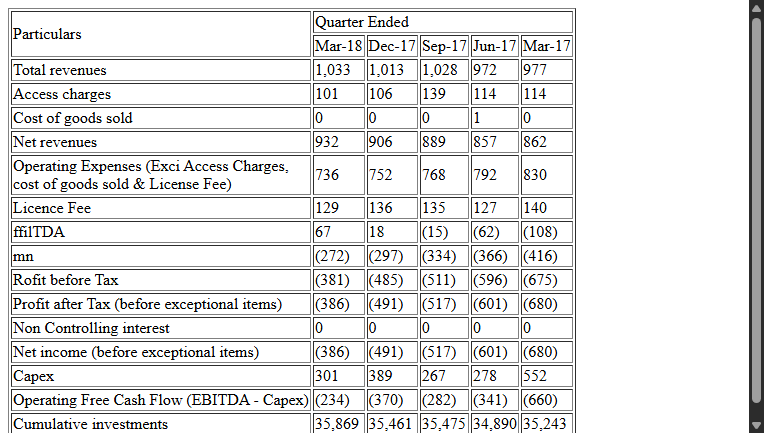 Particulars Quarter Ended
Mar-18 Dec-17 Sep-17 Jun-17 Mar-17
Total revenues 1,033 1,013 1,028 972 977
Access charges 101 106 139 114 114
Cost of goods sold 0 0 0 1 0
Net revenues 932 906 889 857 862
Operating Expenses (Exci Access Charges,
cost of goods sold & License Fee) 736 752 768 792 830
Licence Fee 129 136 135 127 140
ffilTDA 67 18 (15) (62) (108)
mn (272) (297) (334) (366) (416)
Rofit before Tax (381) (485) (511) (596) (675)
Profit after Tax (before exceptional items) (386) (491) (517) (601) (680)
Non Controlling interest 0 0 0 0 0
Net income (before exceptional items) (386) (491) (517) (601) (680)
Capex 301 389 267 278 552
Operating Free Cash Flow (EBITDA - Capex) (234) (370) (282) (341) (660)
Cumulative investments 35,869 35,461 35,475 34,890 35,243